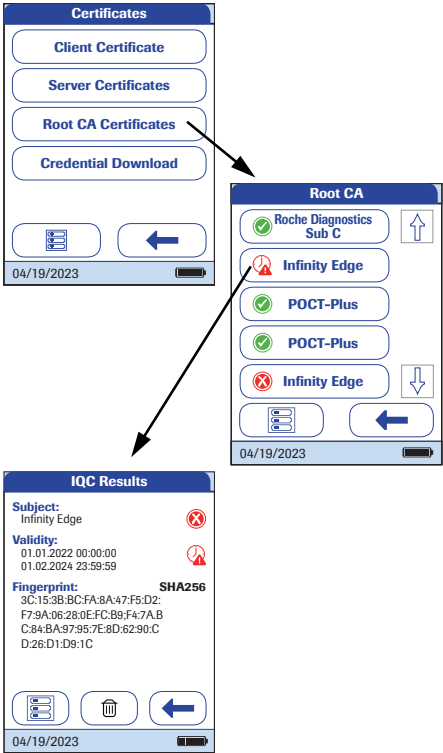 Certificates
Client Certificate
Server Certificates
Root CA Certificates
Credential Download
04/19/2023
Root CA
Roche Diagnostics
Sub C
Infinity Edge
POCT-Plus
POCT-Plus
Infinity Edge
04/19/2023
IQC Results
Subject:
Infinity Edge
Validity:
01.01.2022 00:00:00
01.02.2024 23:59:59
Fingerprint: SHA256
3C:15:3B:BC:FA:8A:47:F5:D2:
F7:9A:06:28:0E:FC:B9;F4:7A.B
C:84:BA:97:95:7E:8D:62:90:C
D:26:D1:D9:1C
04/19/2023